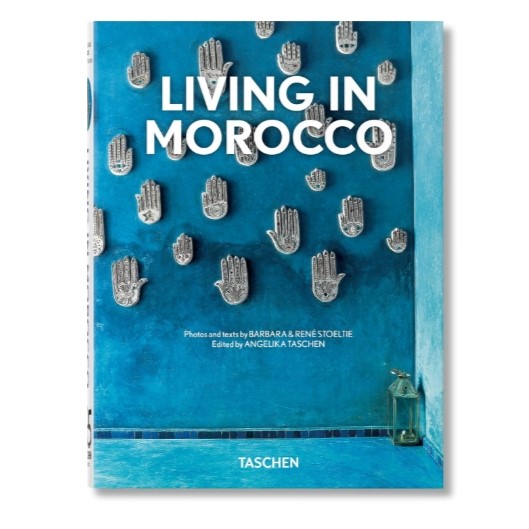 LIVING IN
MOROCCO
Photos and texts by BARBARA & RENÉ STOELTIE
Edited by ANGELIKA TASCHEN
TASCHEN